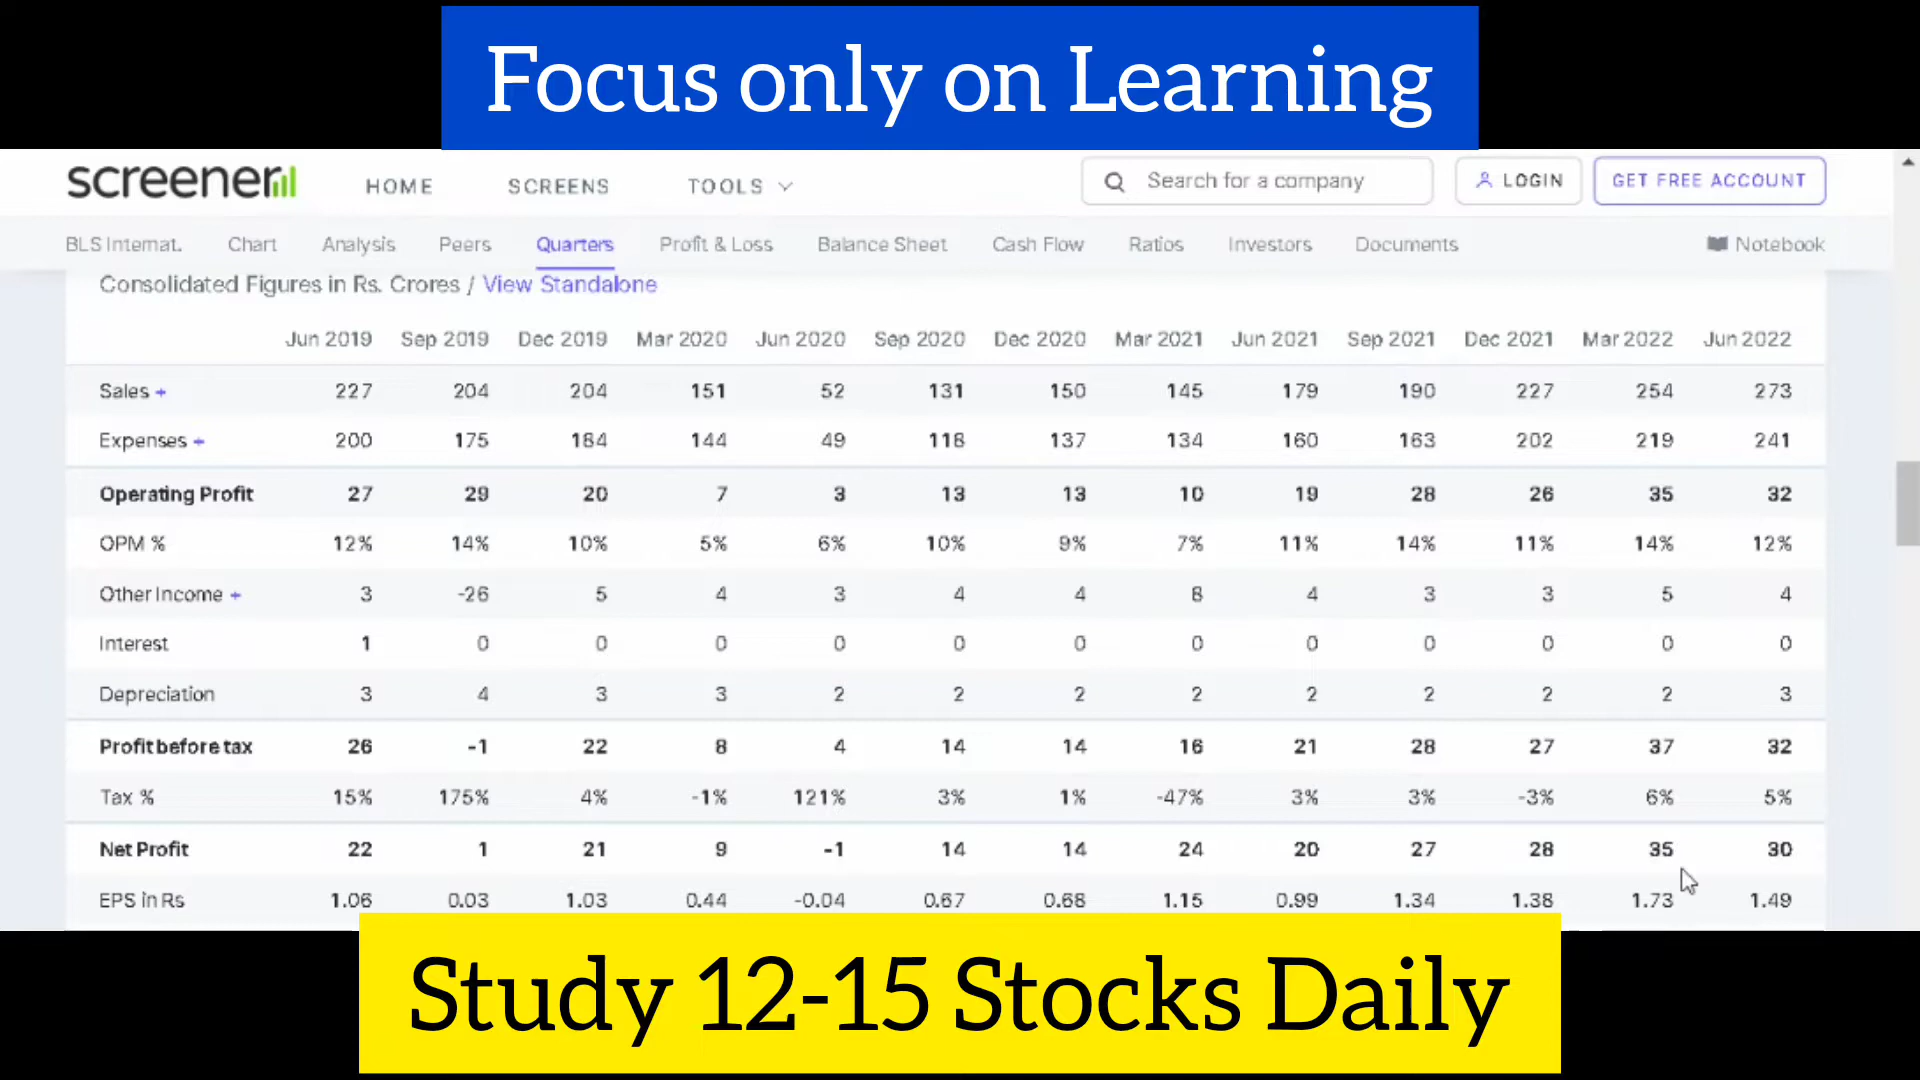 Focus only on Learning
screener HOME SCREENS TOOLS Search for a company LOGIN GET FREE ACCOUNT
BLS Internat. Chart Analysis Peers Quarters Profit & Loss Balance Sheet Cash Flow Ratios Investors Documents Notebook
Consolidated Figures in Rs. Crores / View Standalone
Jun 2019 Sep 2019 Dec 2019 Mar 2020 Jun 2020 Sep 2020 Dec 2020 Mar 2021 Jun 2021 Sep 2021 Dec 2021 Mar 2022 Jun 2022
Sales + 227 204 204 151 52 131 150 145 179 190 227 254 273
Expenses + 200 175 184 144 49 118 137 134 160 163 202 219 241
Operating Profit 27 29 20 7 3 13 13 10 19 28 26 35 32
OPM % 12% 14% 10% 5% 6% 10% 9% 7% 11% 14% 11% 14% 12%
Other Income + 3 -26 5 4 3 4 4 8 4 3 3 5 4
Interest 1 0 0 0 0 0 0 0 0 0 0 0 0
Depreciation 3 4 3 3 2 2 2 2 2 2 2 2 3
Profit before tax 26 -1 22 8 4 14 14 16 21 28 27 37 32
Tax % 15% 175% 4% -1% 121% 3% 1% -47% 3% 3% -3% 6% 5%
Net Profit 22 1 21 9 -1 14 14 24 20 27 28 35 30
EPS in Rs 1.06 0.03 1.03 0.44 -0.04 0.67 0.68 1.15 0.99 1.34 1.38 1.73 1.49
Study 12-15 Stocks Daily